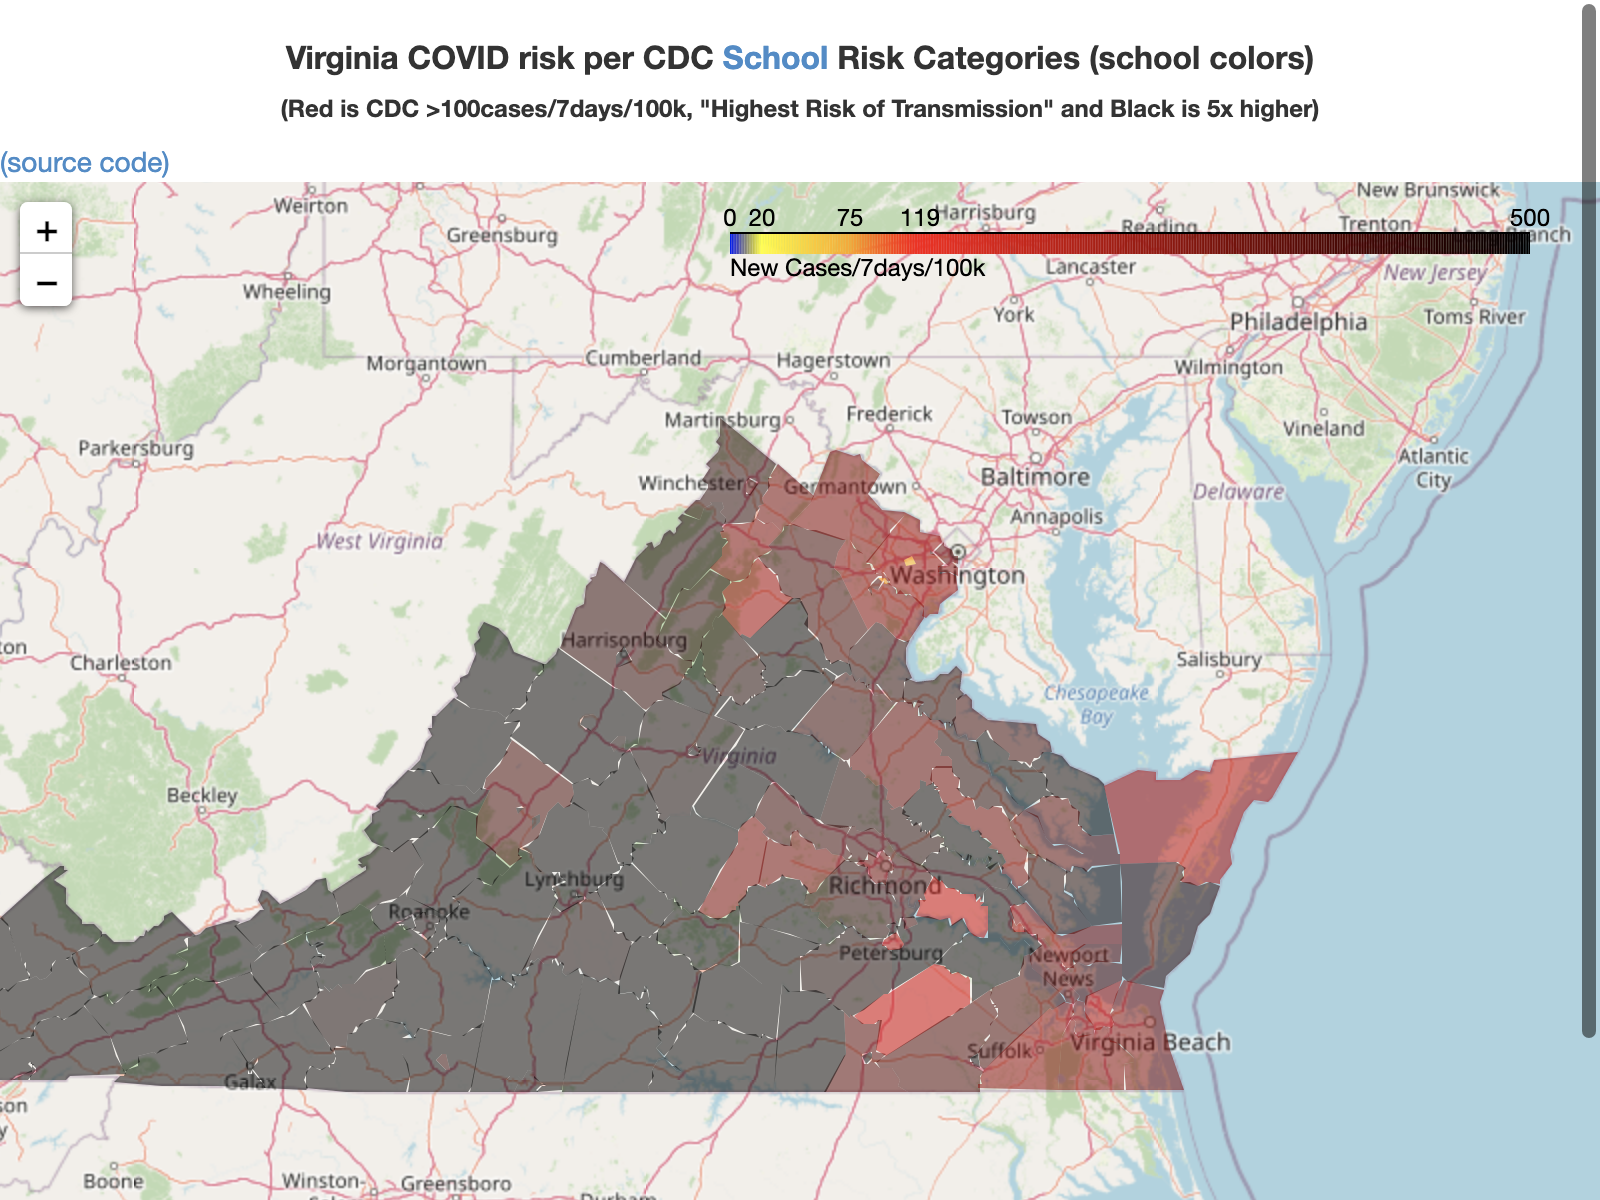 Virginia COVID risk per CDC School Risk Categories (school colors)
(Red is CDC >100cases/7days/100k, "Highest Risk of Transmission" and Black is 5x higher)
(source code)
+
−
0 20 75 119 500
New Cases/7days/100k
New Brunswick
Weirton
Harrisburg
Reading
Trenton
Greensburg
Lancaster
New Jersey
Wheeling
York
Philadelphia
Toms River
Morgantown
Cumberland
Hagerstown
Wilmington
Martinsburg
Frederick
Towson
Vineland
Parkersburg
Atlantic
City
Winchester
Germantown
Baltimore
Delaware
Annapolis
West Virginia
Washington
Harrisonburg
Charleston
Salisbury
Chesapeake
Bay
Virginia
Beckley
Lynchburg
Richmond
Roanoke
Petersburg
Newport
News
Suffolk
Virginia Beach
Galax
Boone
Winston-
Greensboro